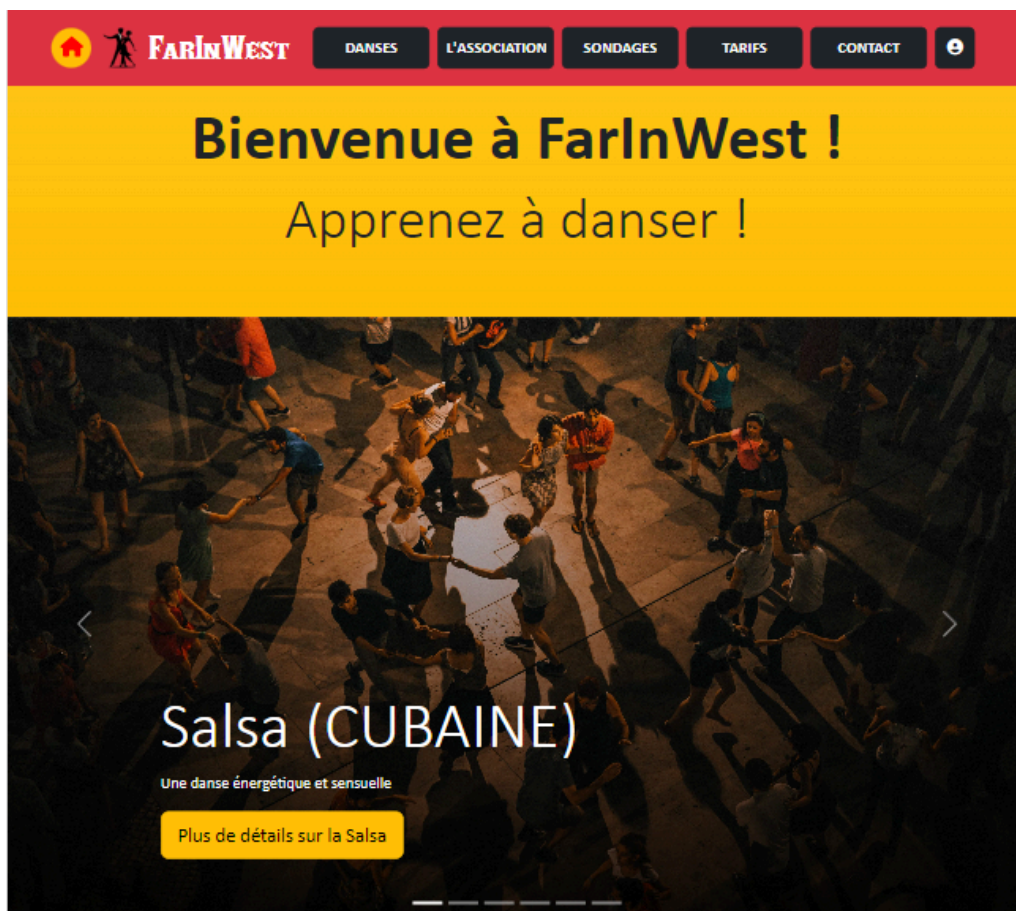 FarInWest
DANSES
L'ASSOCIATION
SONDAGES
TARIFS
CONTACT
Bienvenue à FarInWest !
Apprenez à danser !
Salsa (CUBAINE)
Une danse énergétique et sensuelle
Plus de détails sur la Salsa